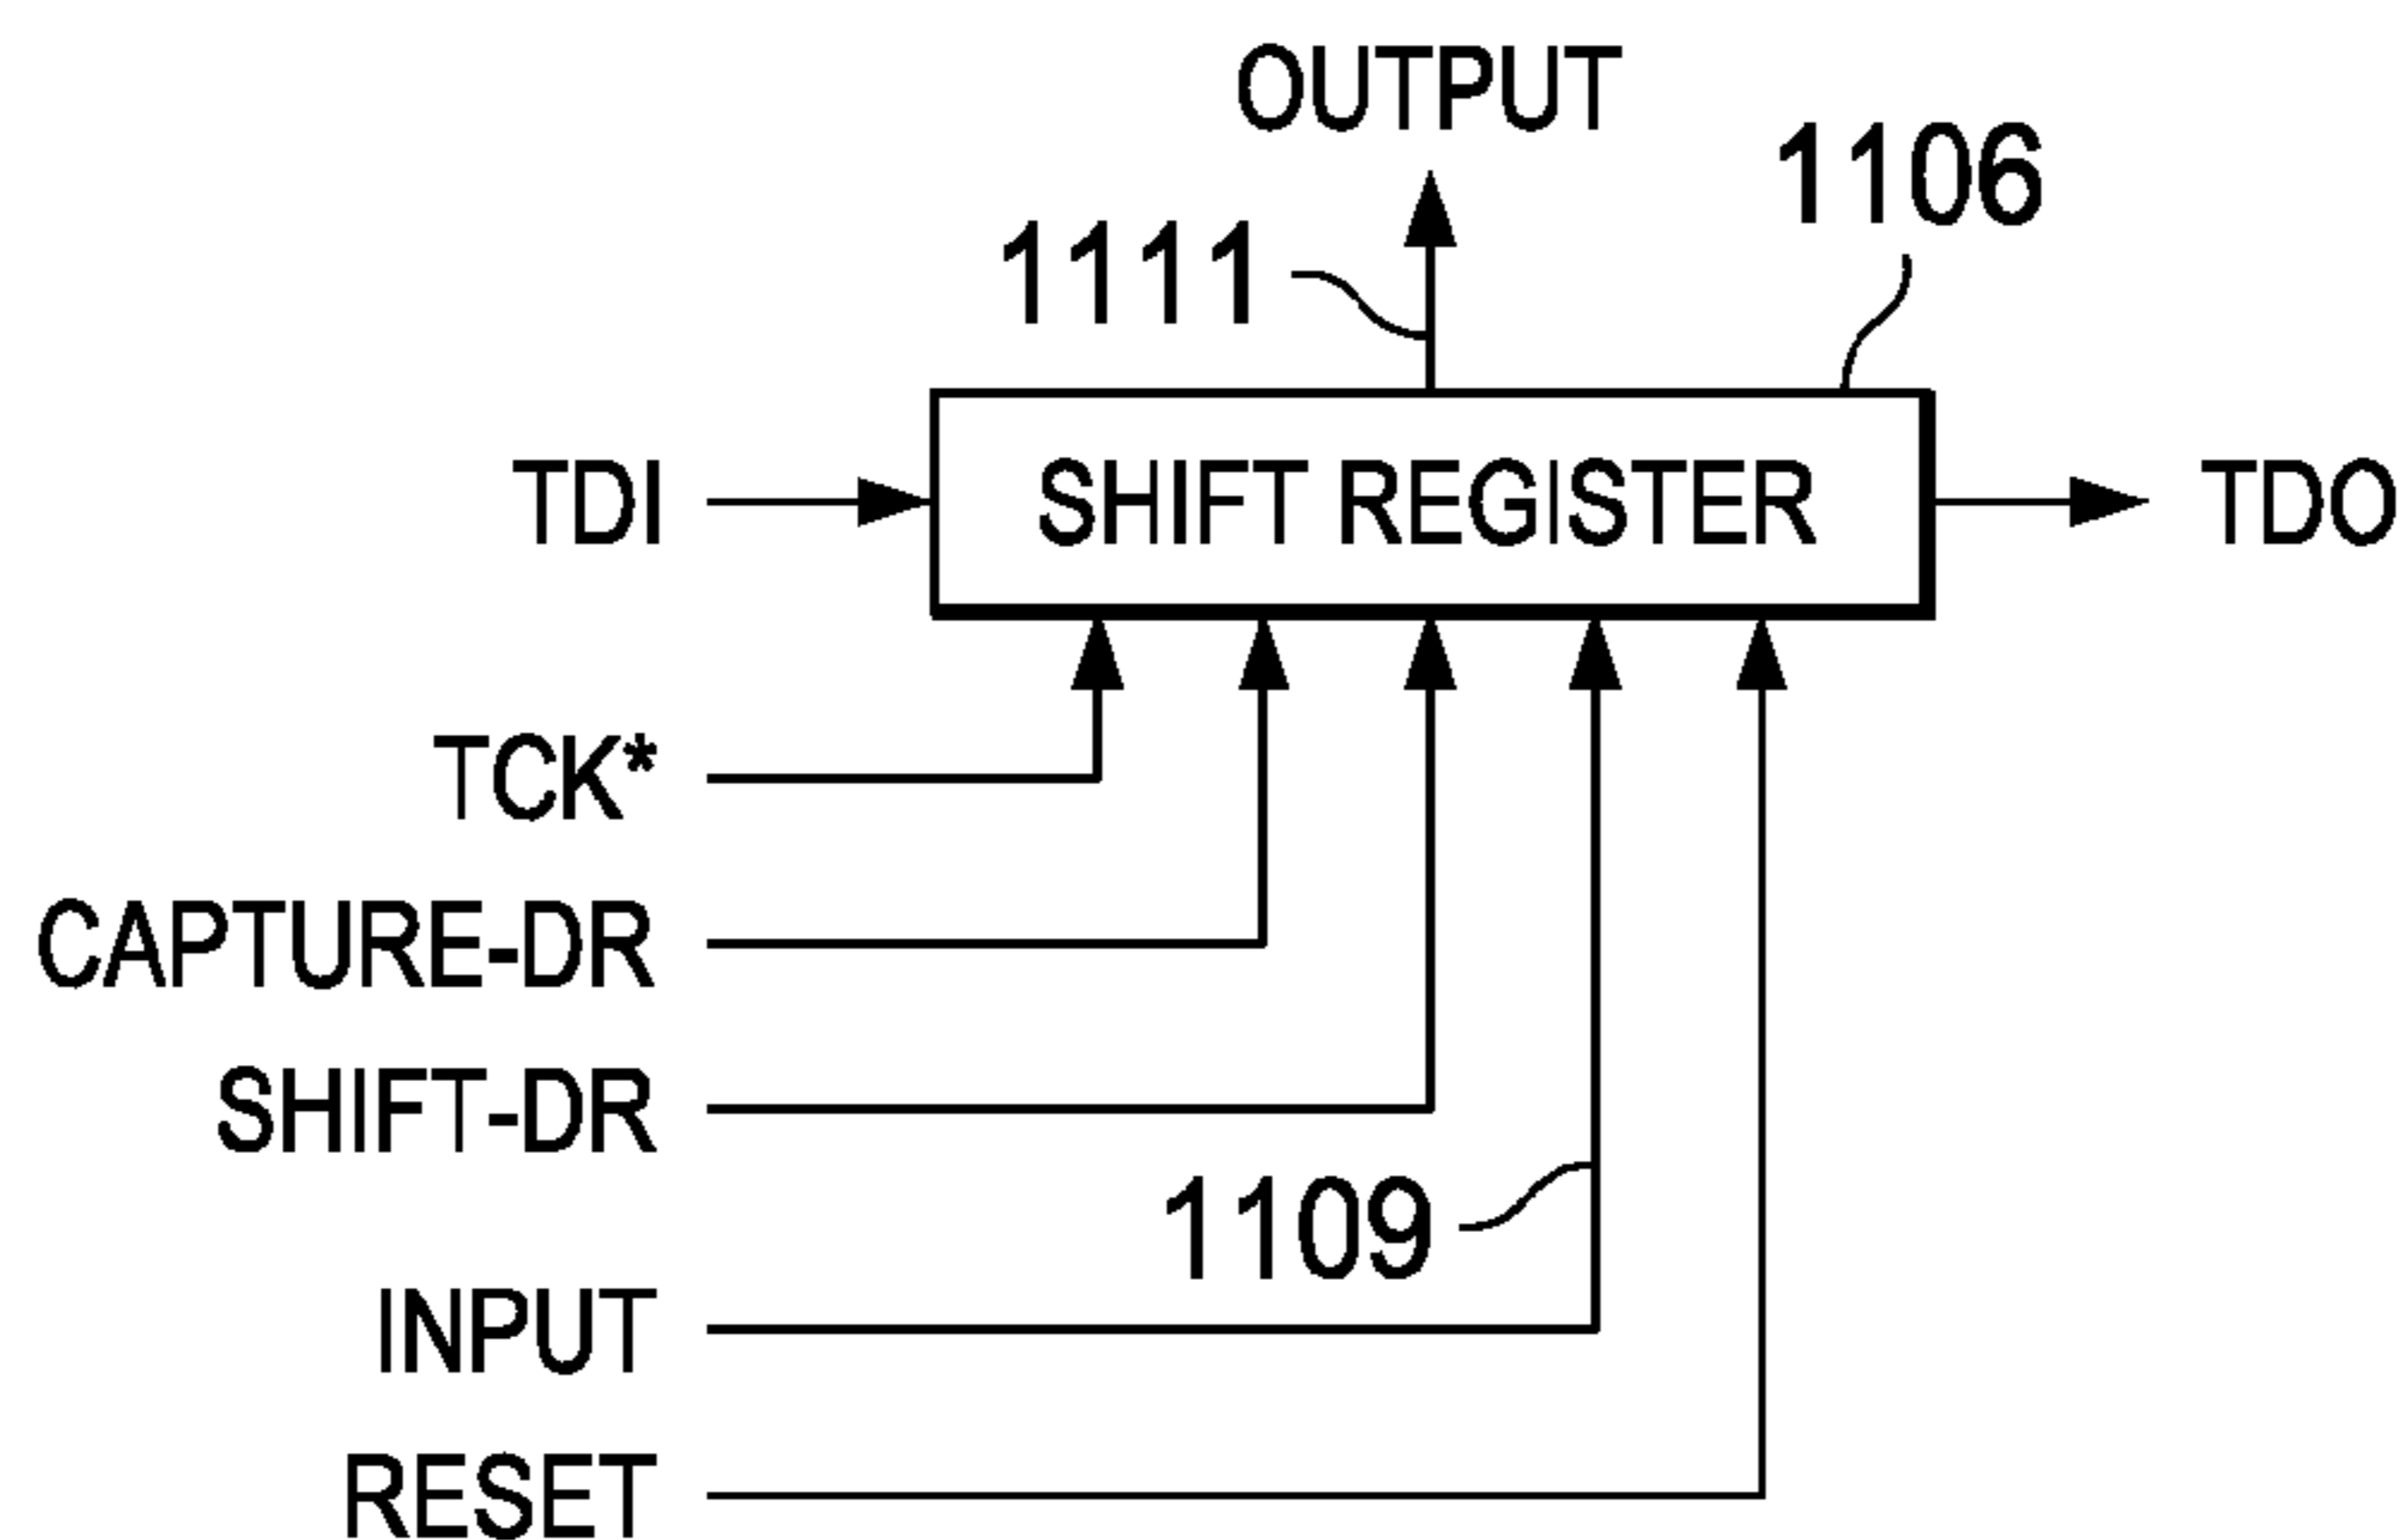 OUTPUT
1106
1111
TDI
SHIFT REGISTER
TDO
TCK*
CAPTURE-DR
SHIFT-DR
1109
INPUT
RESET